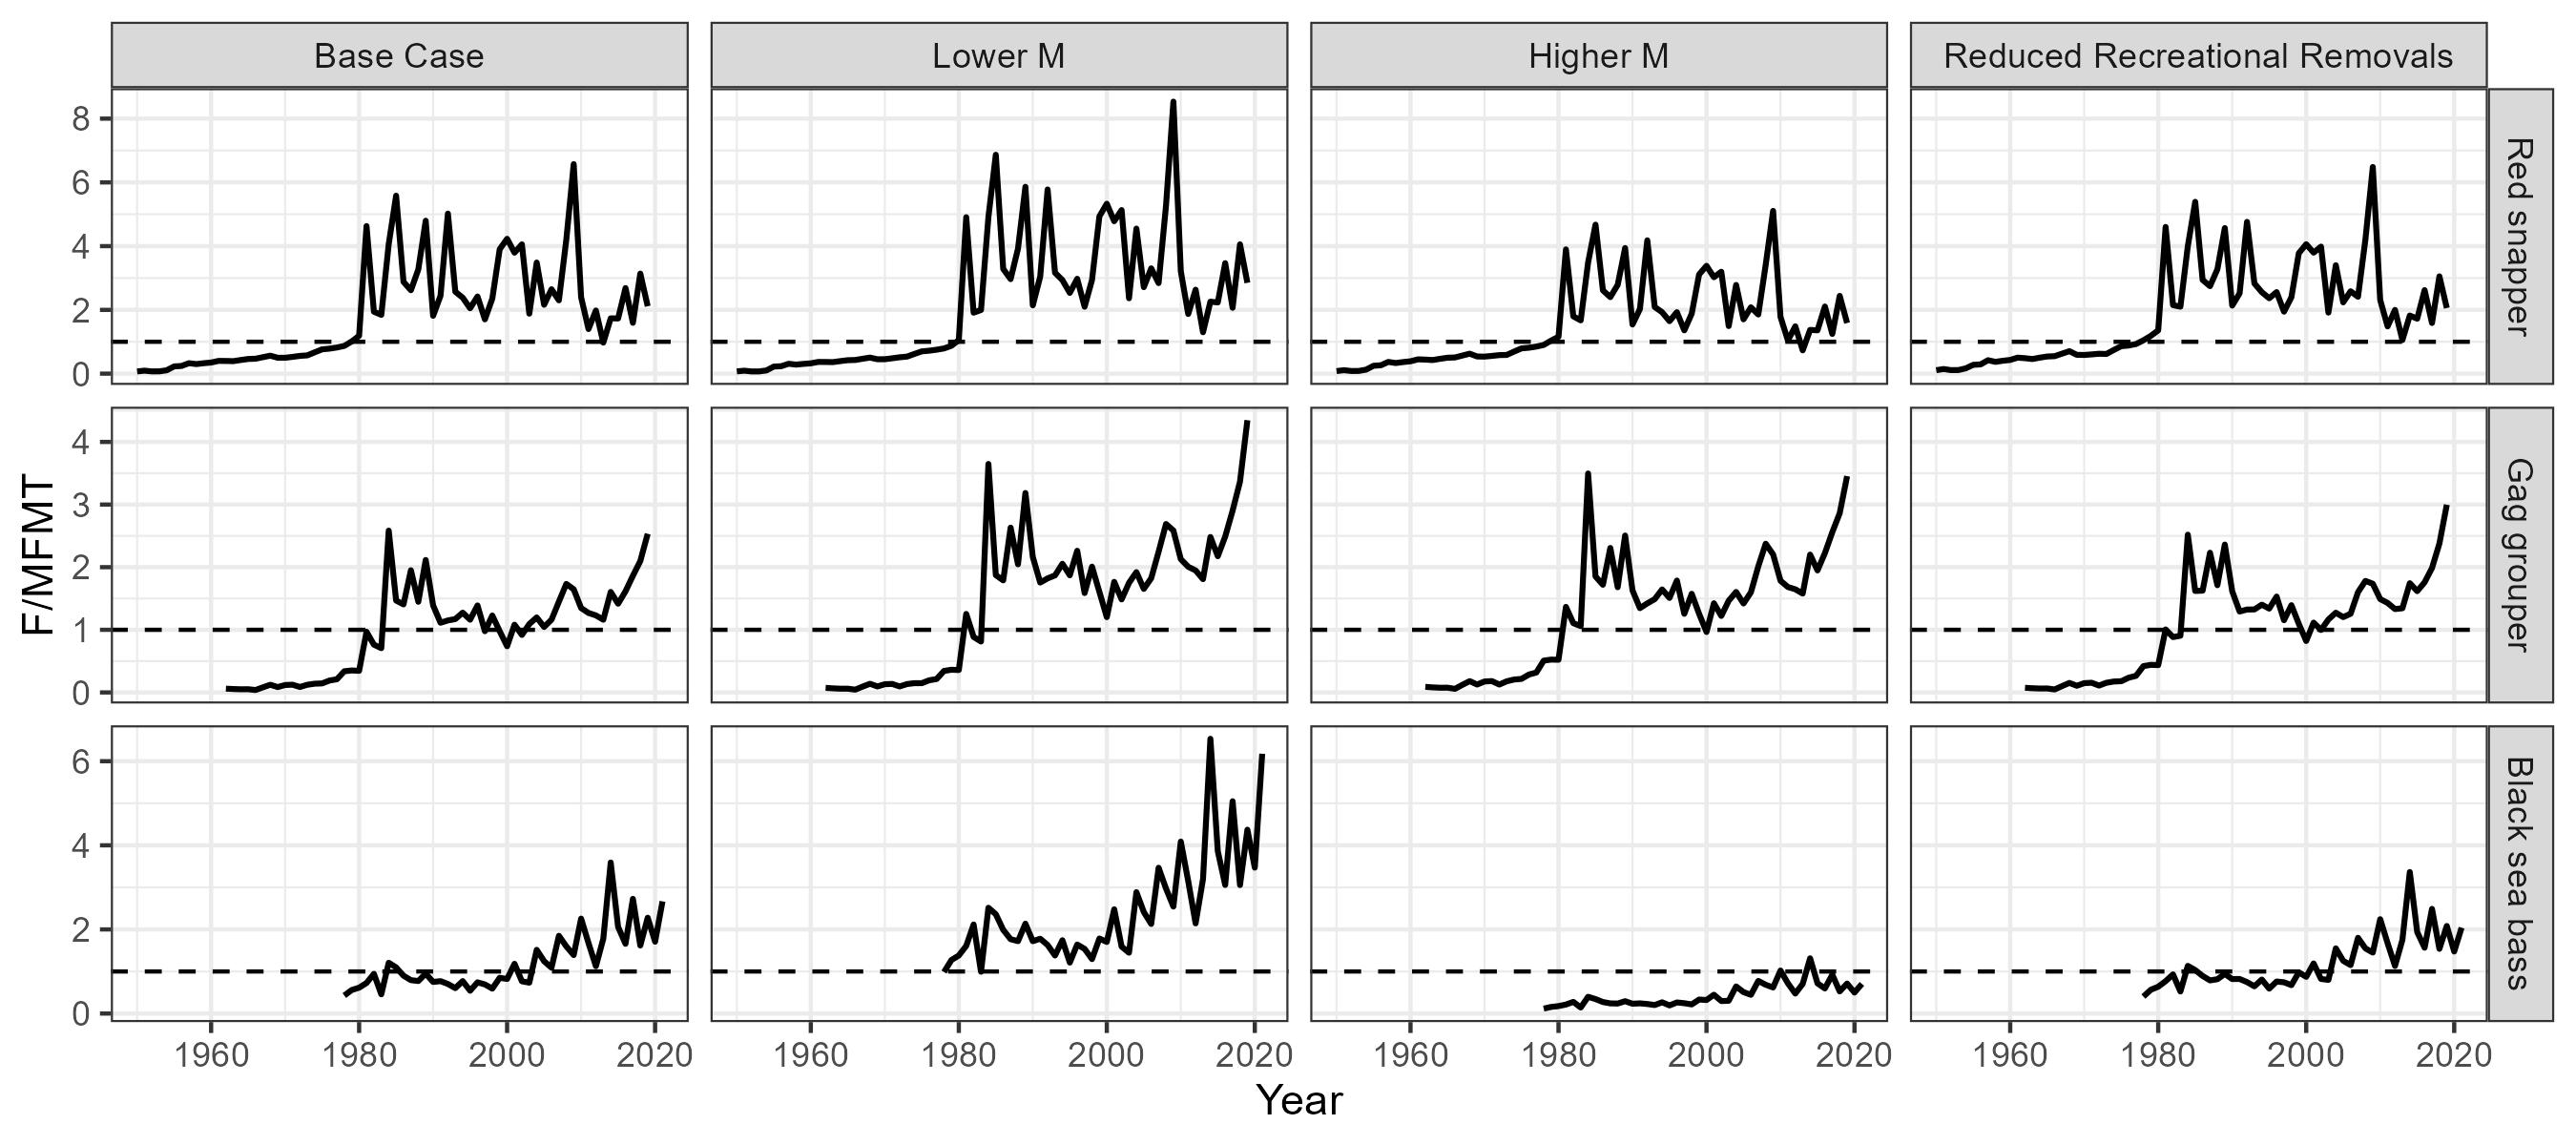 Base Case
Lower M
Higher M
Reduced Recreational Removals
8
6
4
2
0
Red snapper
4
3
2
1
0
Gag grouper
6
4
2
0
Black sea bass
F/MFMT
1960 1980 2000 2020
1960 1980 2000 2020
1960 1980 2000 2020
1960 1980 2000 2020
Year